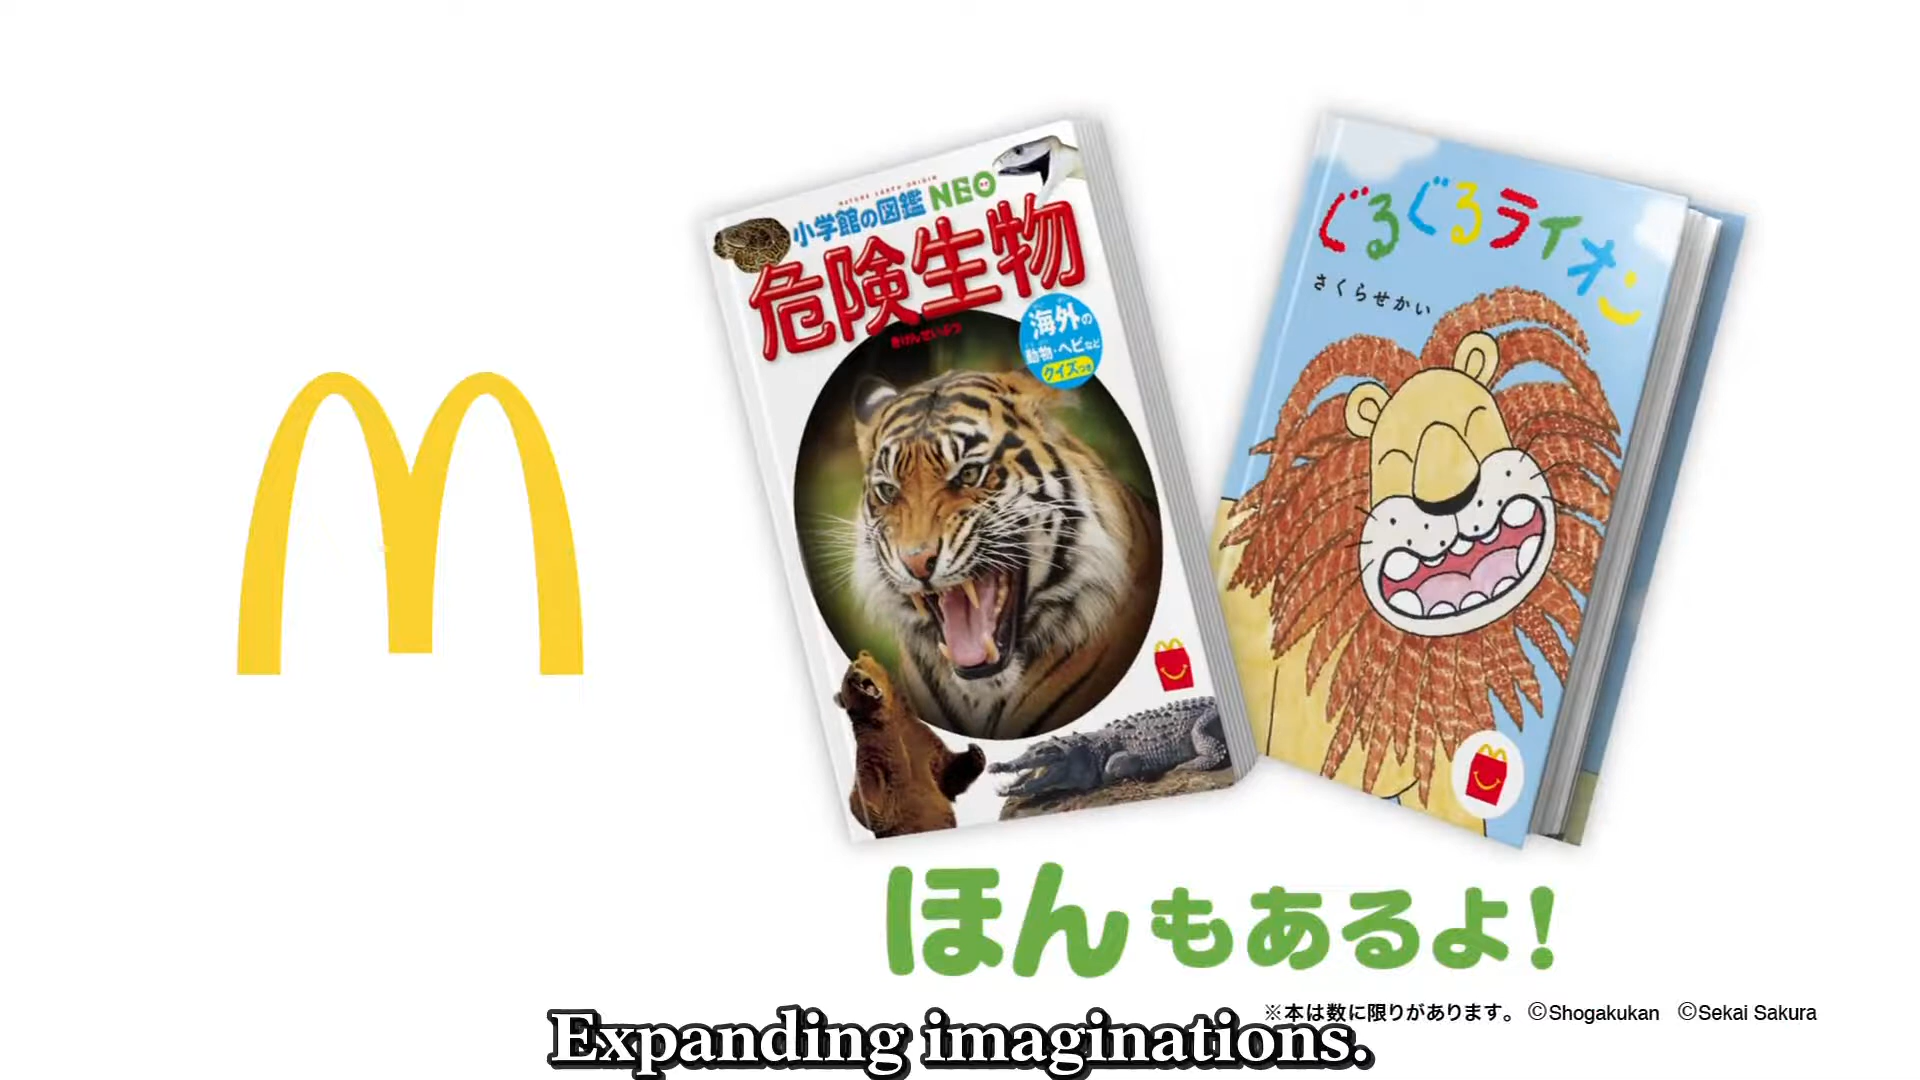 NATURE EARTH ORIGIN
小学館の図鑑 NEO
危険生物
きけんせいぶつ
海外の
動物・ヘビなど
クイズつき
ぐるぐるライオン
さくらせかい
ほんもあるよ!
※本は数に限りがあります。 ©Shogakukan ©Sekai Sakura
Expanding imaginations.